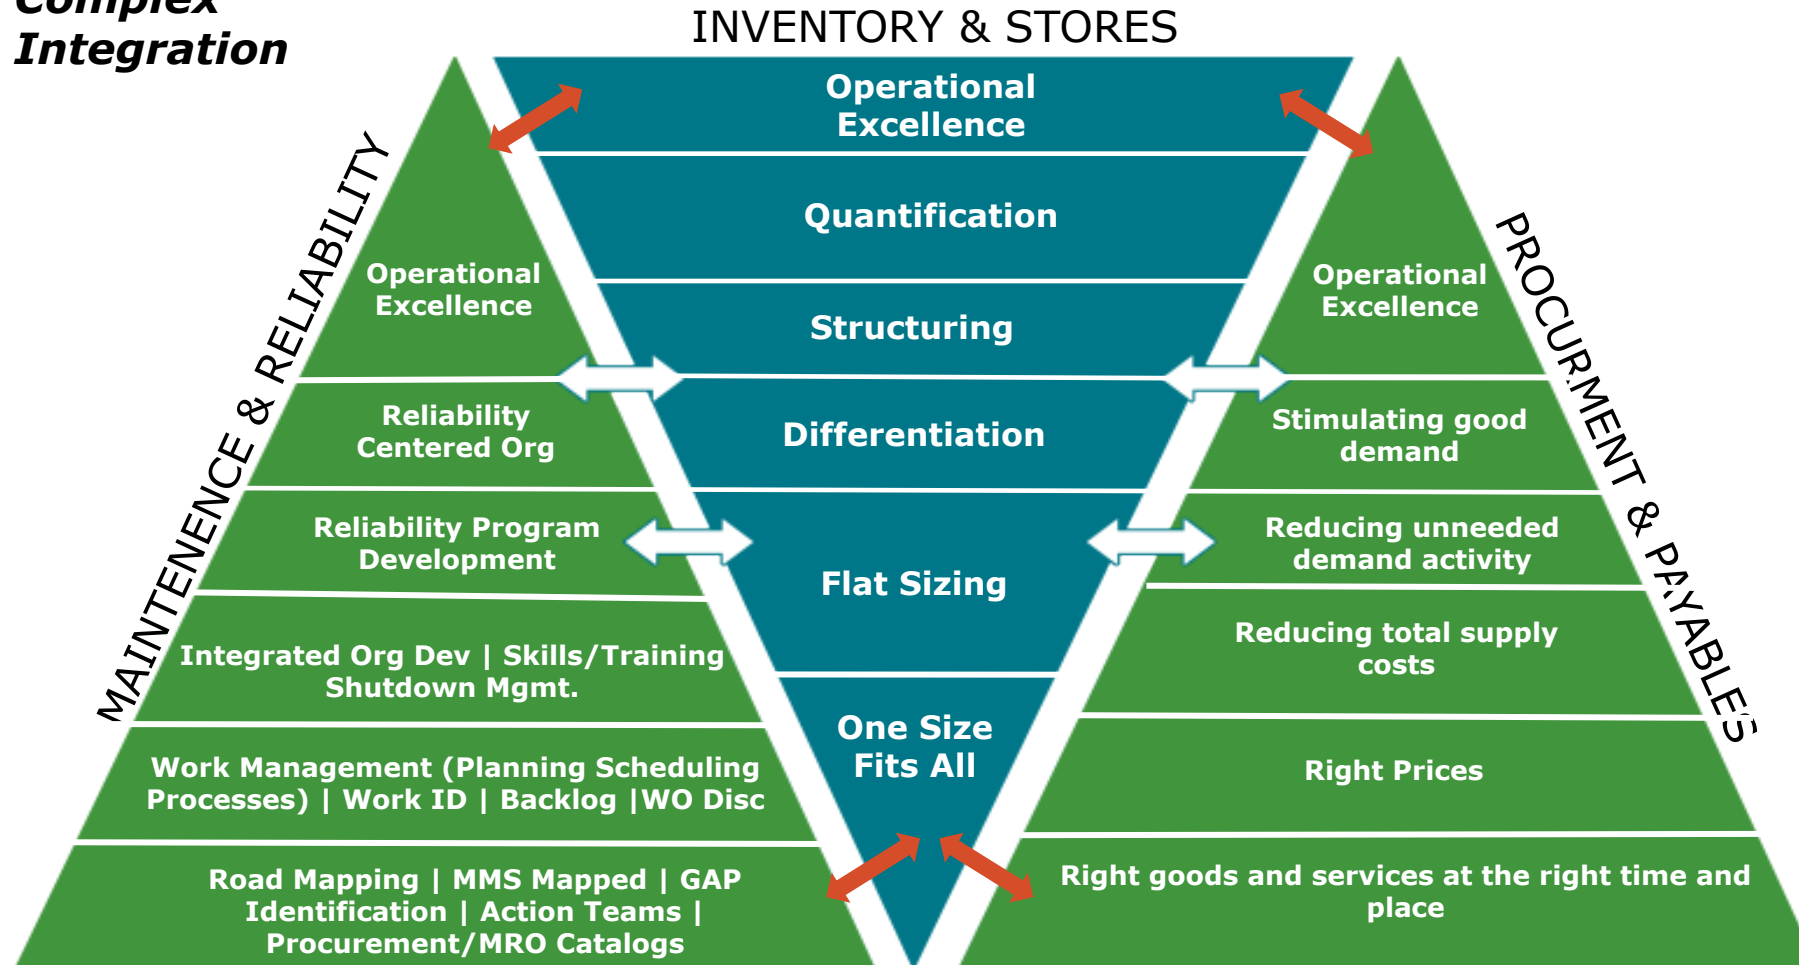 Complex
Integration
INVENTORY & STORES
MAINTENENCE & RELIABILITY
Operational
Excellence
Reliability
Centered Org
Reliability Program
Development
Integrated Org Dev | Skills/Training
Shutdown Mgmt.
Work Management (Planning Scheduling
Processes) | Work ID | Backlog |WO Disc
Road Mapping | MMS Mapped | GAP
Identification | Action Teams |
Procurement/MRO Catalogs
Operational
Excellence
Quantification
Structuring
Differentiation
Flat Sizing
One Size
Fits All
PROCURMENT & PAYABLES
Operational
Excellence
Stimulating good
demand
Reducing unneeded
demand activity
Reducing total supply
costs
Right Prices
Right goods and services at the right time and
place